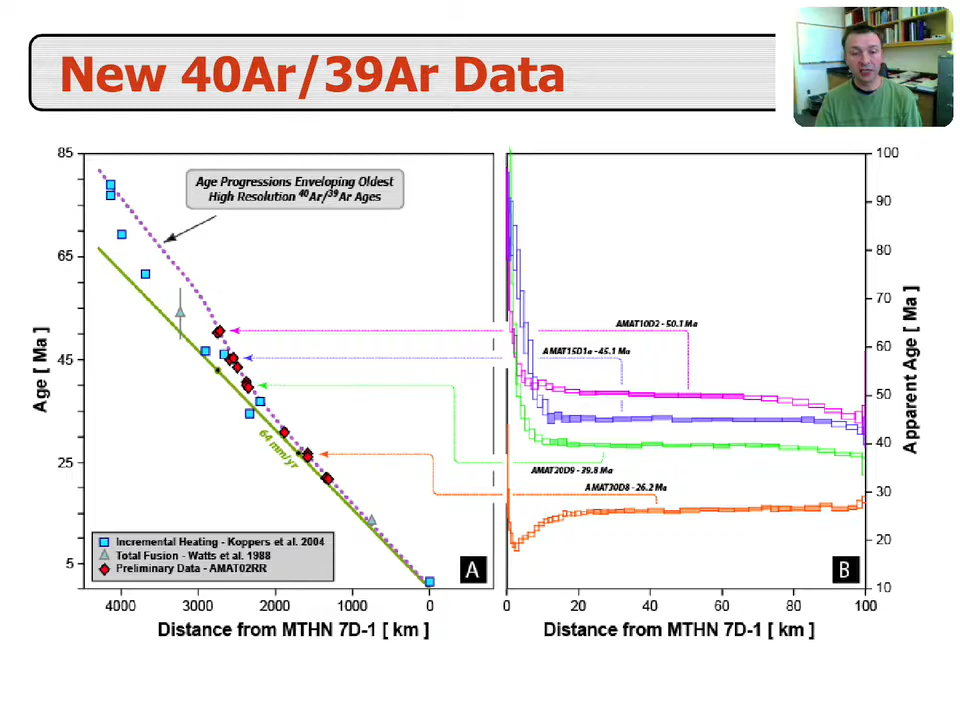 New 40Ar/39Ar Data
85
65
45
25
5
Age [ Ma ]
Age Progressions Enveloping Oldest
High Resolution 40Ar/39Ar Ages
64 mm/yr
Incremental Heating - Koppers et al. 2004
Total Fusion - Watts et al. 1988
Preliminary Data - AMAT02RR
A
4000 3000 2000 1000 0
Distance from MTHN 7D-1 [ km ]
AMAT10D2 - 50.1 Ma
AMAT15D1a - 45.1 Ma
AMAT20D9 - 39.8 Ma
AMAT30D8 - 26.2 Ma
B
0 20 40 60 80 100
Distance from MTHN 7D-1 [ km ]
100
90
80
70
60
50
40
30
20
10
Apparent Age [ Ma ]